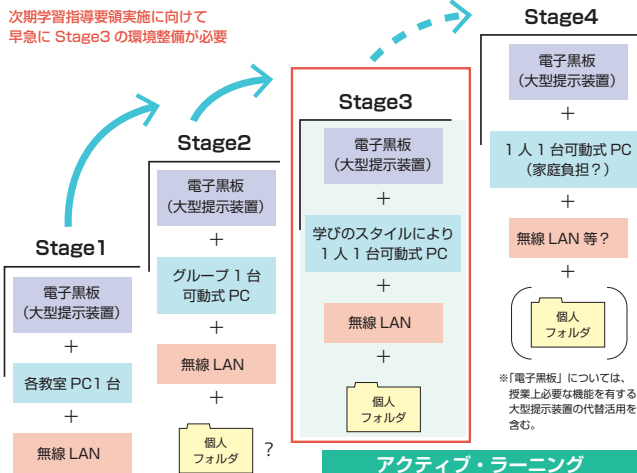 次期学習指導要領実施に向けて
早急に Stage3 の環境整備が必要
Stage1
電子黒板
（大型提示装置）
＋
各教室 PC1 台
＋
無線 LAN
Stage2
電子黒板
（大型提示装置）
＋
グループ 1 台
可動式 PC
＋
無線 LAN
＋
個人
フォルダ
？
Stage3
電子黒板
（大型提示装置）
＋
学びのスタイルにより
1 人 1 台可動式 PC
＋
無線 LAN
＋
個人
フォルダ
Stage4
電子黒板
（大型提示装置）
＋
1 人 1 台可動式 PC
（家庭負担？）
＋
無線 LAN 等？
＋
個人
フォルダ
※「電子黒板」については、
授業上必要な機能を有する
大型提示装置の代替活用を
含む。
アクティブ・ラーニング